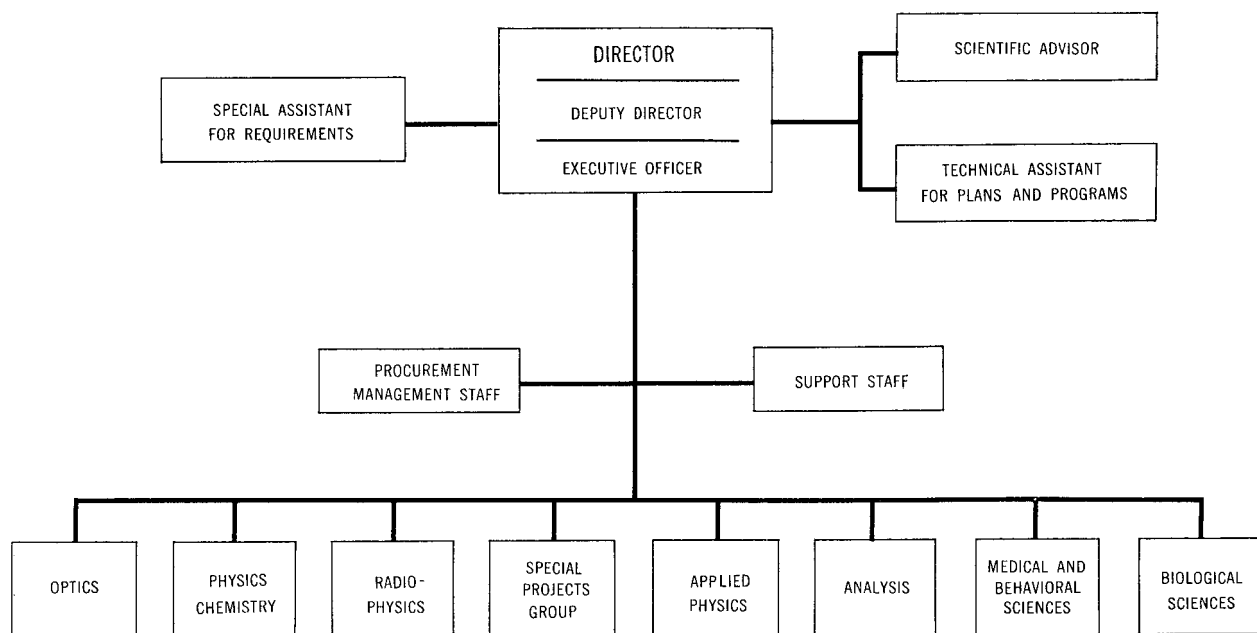 DIRECTOR
DEPUTY DIRECTOR
EXECUTIVE OFFICER
SPECIAL ASSISTANT
FOR REQUIREMENTS
SCIENTIFIC ADVISOR
TECHNICAL ASSISTANT
FOR PLANS AND PROGRAMS
PROCUREMENT
MANAGEMENT STAFF
SUPPORT STAFF
OPTICS
PHYSICS
CHEMISTRY
RADIO-
PHYSICS
SPECIAL
PROJECTS
GROUP
APPLIED
PHYSICS
ANALYSIS
MEDICAL AND
BEHAVIORAL
SCIENCES
BIOLOGICAL
SCIENCES